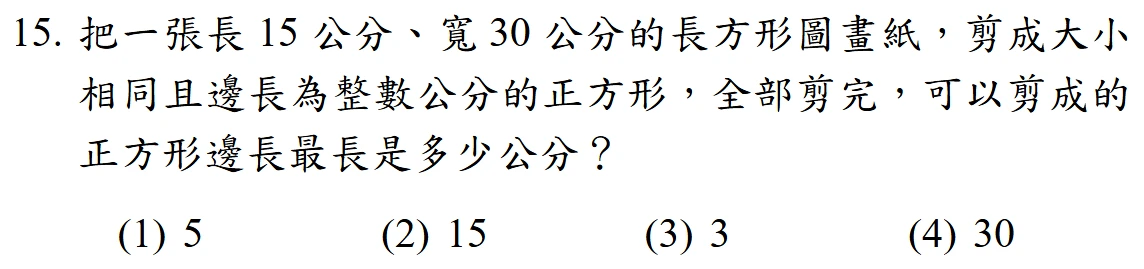 15. 把一張長 15 公分、寬 30 公分的長方形圖畫紙，剪成大小
相同且邊長為整數公分的正方形，全部剪完，可以剪成的
正方形邊長最長是多少公分？
(1) 5 (2) 15 (3) 3 (4) 30